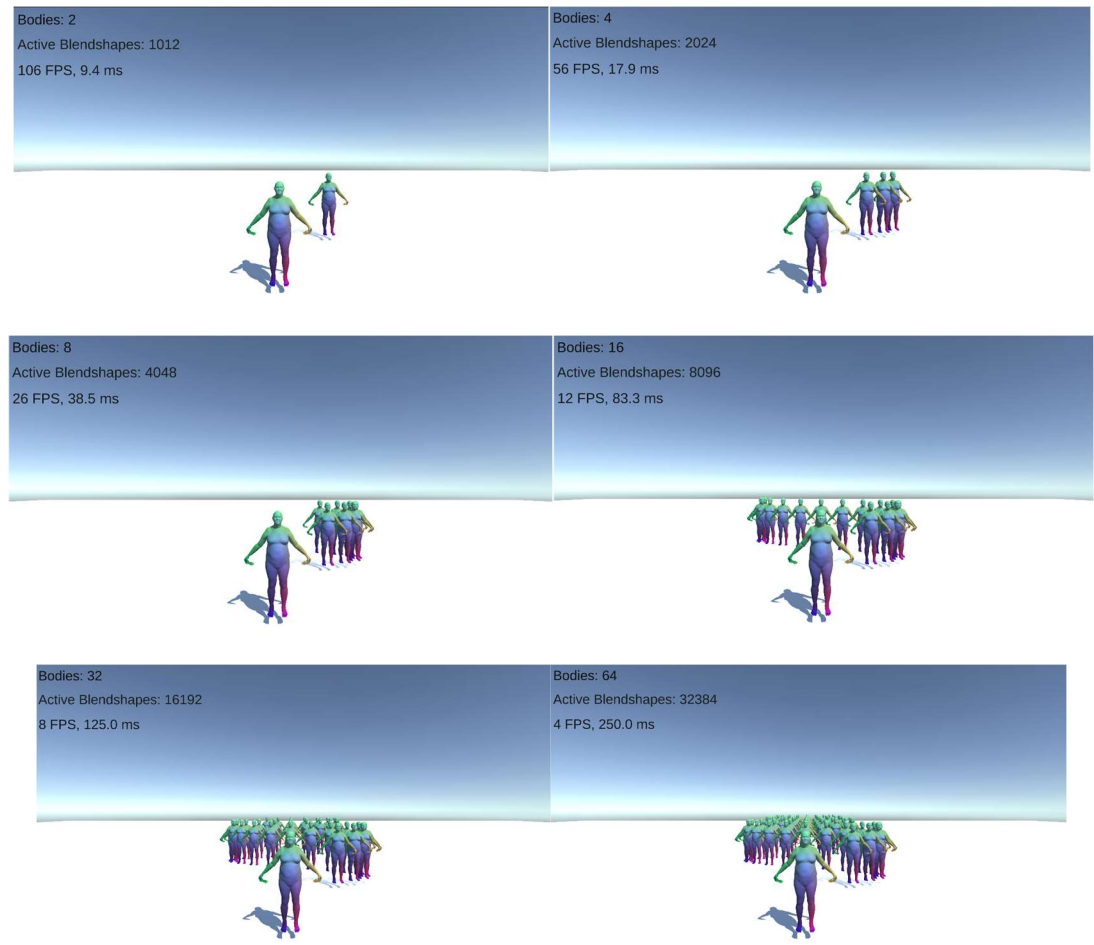 Bodies: 2
Active Blendshapes: 1012
106 FPS, 9.4 ms
Bodies: 4
Active Blendshapes: 2024
56 FPS, 17.9 ms
Bodies: 8
Active Blendshapes: 4048
26 FPS, 38.5 ms
Bodies: 16
Active Blendshapes: 8096
12 FPS, 83.3 ms
Bodies: 32
Active Blendshapes: 16192
8 FPS, 125.0 ms
Bodies: 64
Active Blendshapes: 32384
4 FPS, 250.0 ms